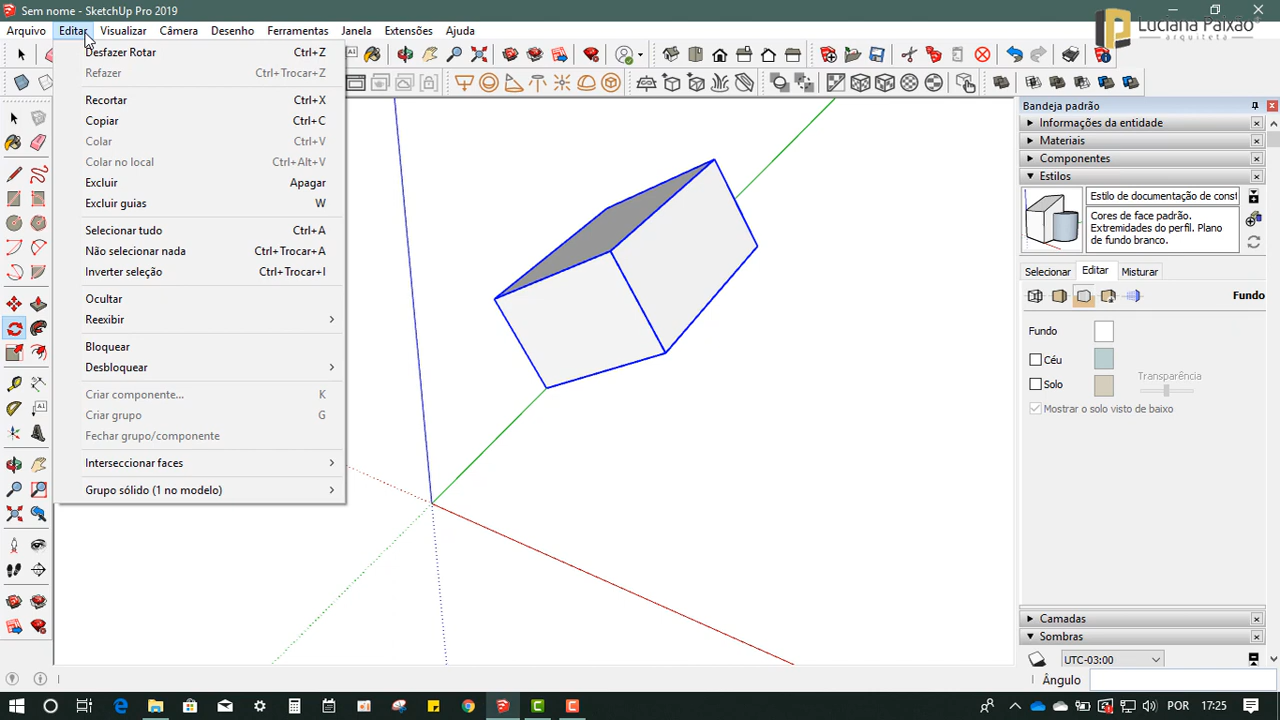 Sem nome - SketchUp Pro 2019
Luciana Paixão
arquiteta
Arquivo Editar Visualizar Câmera Desenho Ferramentas Janela Extensões Ajuda
Desfazer Rotar Ctrl+Z
Refazer Ctrl+Trocar+Z
Recortar Ctrl+X
Copiar Ctrl+C
Colar Ctrl+V
Colar no local Ctrl+Alt+V
Excluir Apagar
Excluir guias W
Selecionar tudo Ctrl+A
Não selecionar nada Ctrl+Trocar+A
Inverter seleção Ctrl+Trocar+I
Ocultar
Reexibir
Bloquear
Desbloquear
Criar componente... K
Criar grupo G
Fechar grupo/componente
Interseccionar faces
Grupo sólido (1 no modelo)
Bandeja padrão
Informações da entidade
Materiais
Componentes
Estilos
Estilo de documentação de const
Cores de face padrão.
Extremidades do perfil. Plano
de fundo branco.
Selecionar Editar Misturar
Fundo
Fundo
Céu
Solo
Transparência
Mostrar o solo visto de baixo
Camadas
Sombras
UTC-03:00
Ângulo
POR 17:25